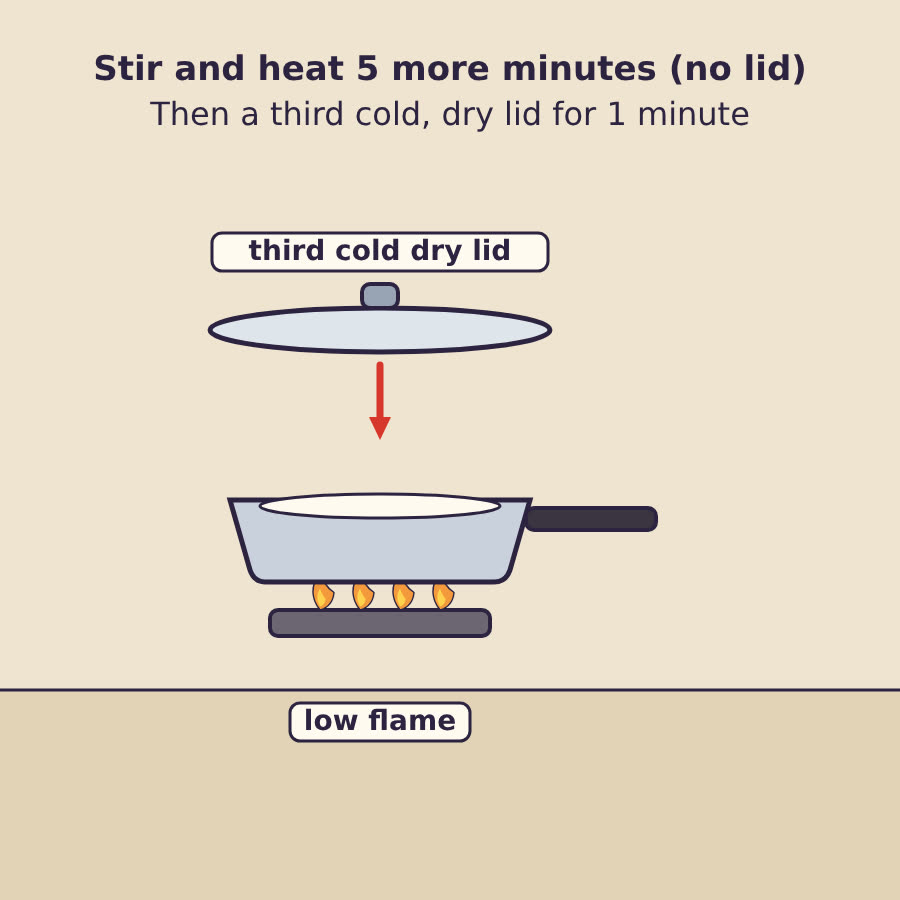 Stir and heat 5 more minutes (no lid)
Then a third cold, dry lid for 1 minute
third cold dry lid
low flame